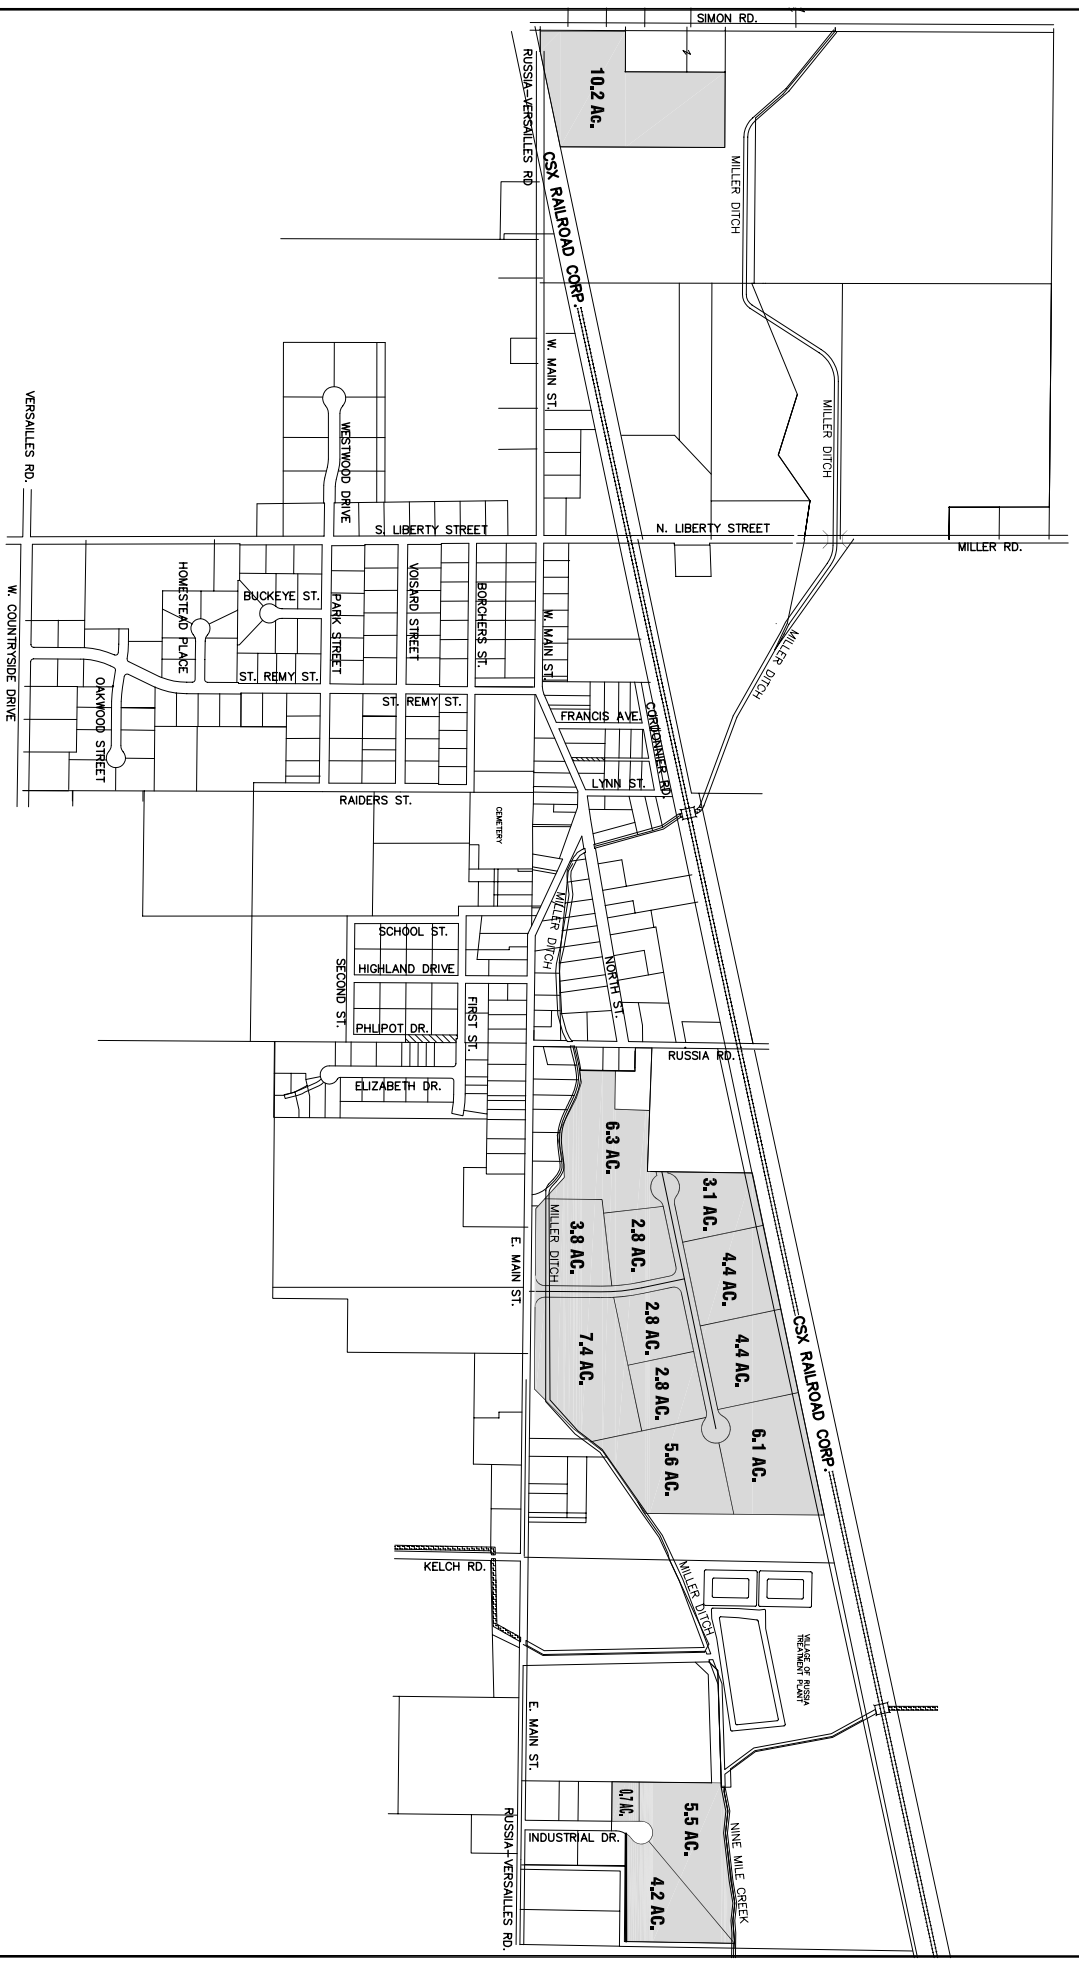 SIMON RD.
10.2 Ac.
RUSSIA-VERSAILLES RD
CSX RAILROAD CORP.
MILLER DITCH
W. MAIN ST.
MILLER DITCH
VERSAILLES RD.
WESTWOOD DRIVE
S. LIBERTY STREET
N. LIBERTY STREET
MILLER RD.
W. COUNTRYSIDE DRIVE
HOMESTEAD PLACE
BUCKEYE ST.
PARK STREET
VOISARD STREET
BORCHERS ST.
W. MAIN ST.
MILLER DITCH
ST. REMY ST.
ST. REMY ST.
OAKWOOD STREET
FRANCIS AVE.
CORDONNIER RD.
LYNN ST.
RAIDERS ST.
CEMETERY
MILLER DITCH
SCHOOL ST.
HIGHLAND DRIVE
SECOND ST.
PHLIPOT DR.
FIRST ST.
NORTH ST.
RUSSIA RD.
ELIZABETH DR.
6.3 AC.
3.1 AC.
MILLER DITCH
3.8 AC.
2.8 AC.
4.4 AC.
E. MAIN ST.
7.4 AC.
2.8 AC.
2.8 AC.
4.4 AC.
CSX RAILROAD CORP.
5.6 AC.
6.1 AC.
KELCH RD.
MILLER DITCH
VILLAGE OF RUSSIA
TREATMENT PLANT
E. MAIN ST.
0.7 AC.
5.5 AC.
INDUSTRIAL DR.
NINE MILE CREEK
4.2 AC.
RUSSIA-VERSAILLES RD.